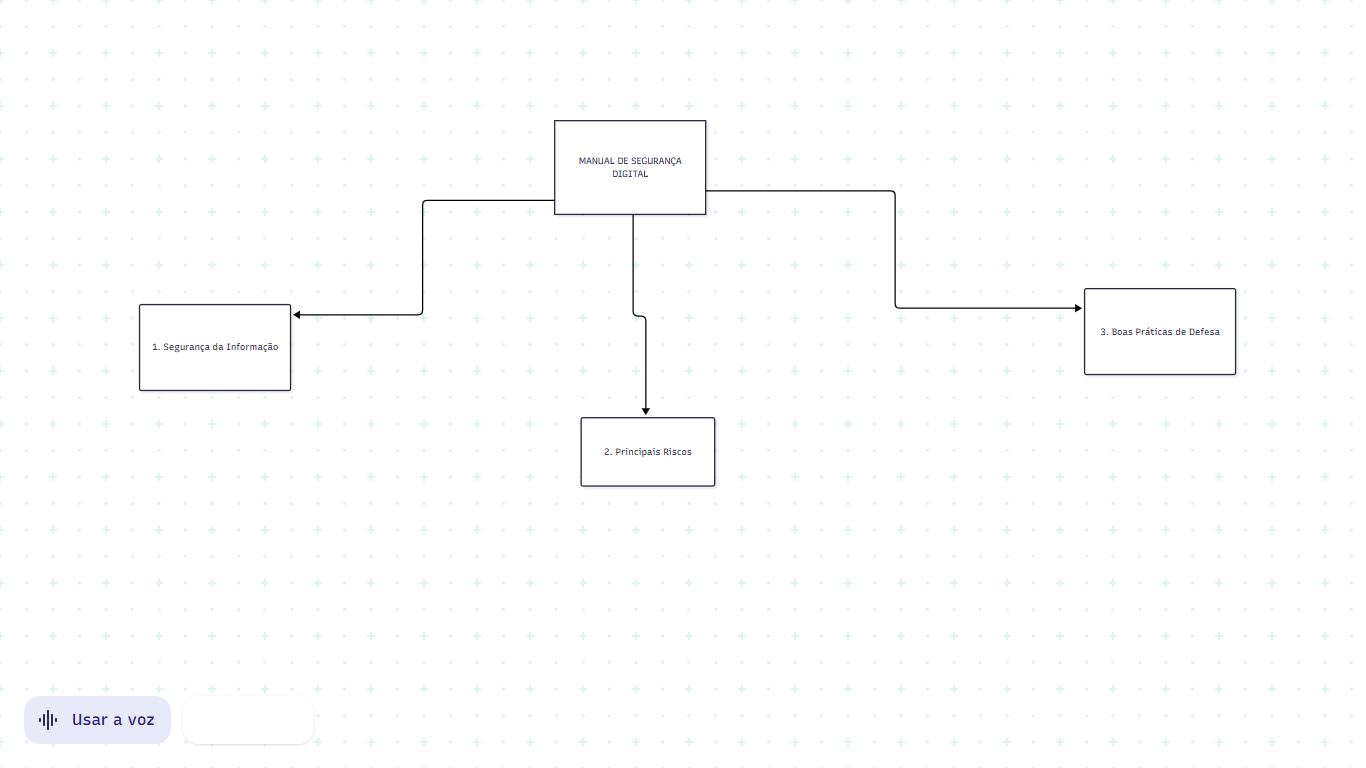 MANUAL DE SEGURANÇA
DIGITAL
1. Segurança da Informação
3. Boas Práticas de Defesa
2. Principais Riscos
Usar a voz